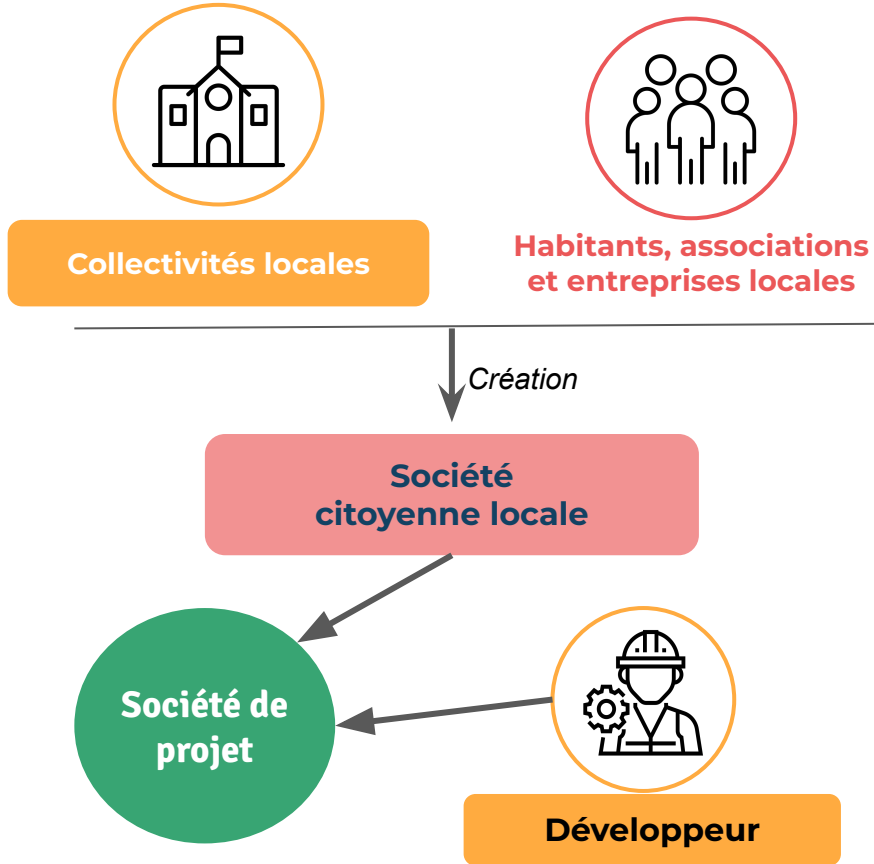 Collectivités locales
Habitants, associations
et entreprises locales
Création
Société
citoyenne locale
Société de
projet
Développeur